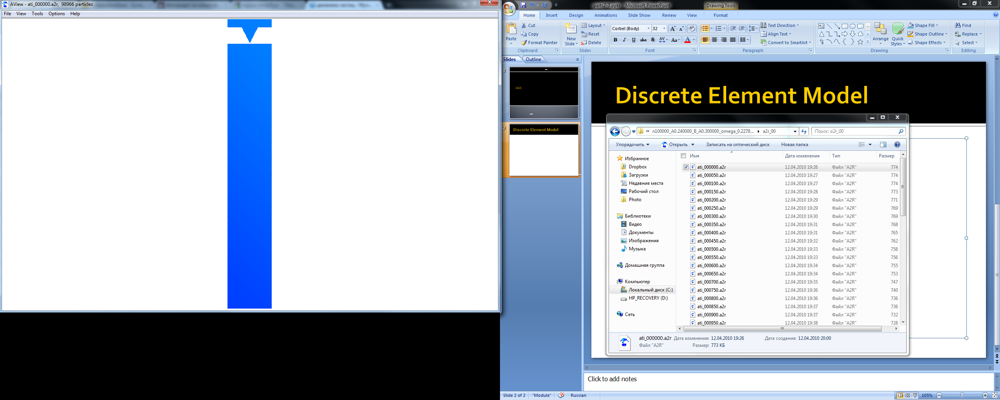 AView - ati_000000.a2r, 98966 particles
File View Tools Options Help
parts2-3.pptx - Microsoft PowerPoint
Drawing Tools
Home Insert Design Animations Slide Show Review View Format
Paste
Cut
Copy
Format Painter
Clipboard
New Slide
Layout
Reset
Delete
Slides
Corbel (Body) 32
B I U abc S AV Aa A
Font
Text Direction
Align Text
Convert to SmartArt
Paragraph
Arrange
Quick Styles
Shape Fill
Shape Outline
Shape Effects
Drawing
Find
Replace
Select
Editing
Slides Outline
1
aaa
2
Discrete Element Model
Discrete Element Model
« n100000_A0.240000_B_A0.300000_omega_0.2278... a2r_00
Поиск: a2r_00
Упорядочить Открыть Записать на оптический диск Новая папка
Избранное
Dropbox
Загрузки
Недавние места
Рабочий стол
Photo
Библиотеки
Видео
Документы
Изображения
Музыка
Домашняя группа
Компьютер
Локальный диск (C:)
HP_RECOVERY (D:)
Сеть
Имя Дата изменения Тип Размер
ati_000000.a2r 12.04.2010 19:26 Файл "A2R" 774
ati_000050.a2r 12.04.2010 19:27 Файл "A2R" 774
ati_000100.a2r 12.04.2010 19:27 Файл "A2R" 774
ati_000150.a2r 12.04.2010 19:28 Файл "A2R" 773
ati_000200.a2r 12.04.2010 19:29 Файл "A2R" 771
ati_000250.a2r 12.04.2010 19:29 Файл "A2R" 769
ati_000300.a2r 12.04.2010 19:30 Файл "A2R" 769
ati_000350.a2r 12.04.2010 19:31 Файл "A2R" 768
ati_000400.a2r 12.04.2010 19:31 Файл "A2R" 765
ati_000450.a2r 12.04.2010 19:32 Файл "A2R" 762
ati_000500.a2r 12.04.2010 19:33 Файл "A2R" 758
ati_000550.a2r 12.04.2010 19:33 Файл "A2R" 756
ati_000600.a2r 12.04.2010 19:34 Файл "A2R" 755
ati_000650.a2r 12.04.2010 19:34 Файл "A2R" 753
ati_000700.a2r 12.04.2010 19:35 Файл "A2R" 747
ati_000750.a2r 12.04.2010 19:36 Файл "A2R" 740
ati_000800.a2r 12.04.2010 19:36 Файл "A2R" 736
ati_000850.a2r 12.04.2010 19:37 Файл "A2R" 736
ati_000900.a2r 12.04.2010 19:37 Файл "A2R" 732
ati_000950.a2r 12.04.2010 19:38 Файл "A2R" 728
ati_000000.a2r Дата изменения: 12.04.2010 19:26 Дата создания: 12.04.2010 20:00
Файл "A2R" Размер: 773 КБ
Click to add notes
Slide 2 of 2 "Module" Russian 105%